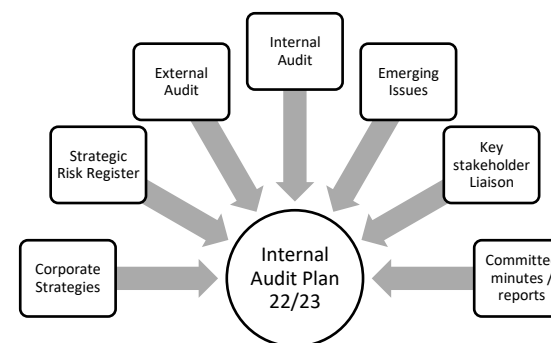 Internal
Audit
External
Audit
Emerging
Issues
Strategic
Risk Register
Key
stakeholder
Liaison
Corporate
Strategies
Internal
Audit Plan
22/23
Committee
minutes /
reports